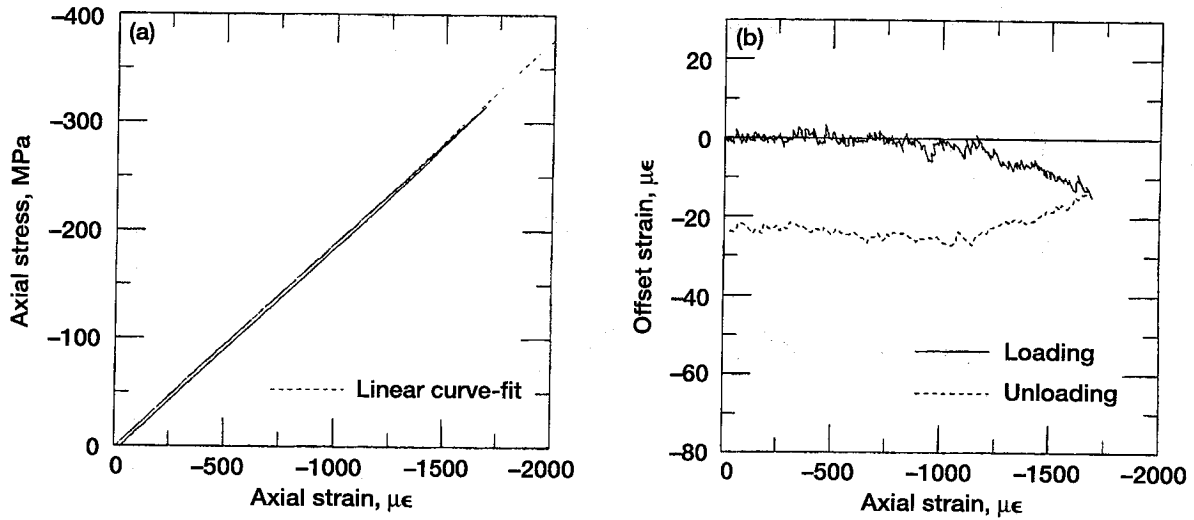 (a)
−400
−300
−200
−100
0
Axial stress, MPa
Linear curve-fit
0 −500 −1000 −1500 −2000
Axial strain, με
(b)
20
0
−20
−40
−60
−80
Offset strain, με
Loading
Unloading
0 −500 −1000 −1500 −2000
Axial strain, με